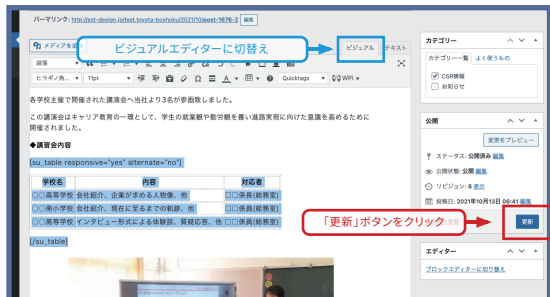 パーマリンク: http://est-design.jp/test.toyota-boshoku/2021/10/post-1676-2 編集
メディアを追
ビジュアルエディターに切替え
ビジュアル
テキスト
段落
ヒラギノ角... 11pt
Quicktags
WPi
各学校主催で開催された講演会へ当社より3名が参画致しました。
この講演会はキャリア教育の一環として、学生の就業観や勤労観を養い進路実現に向けた意識を高めるために
開催されました。
◆講習会内容
[su_table responsive="yes" alternate="no"]
学校名 内容 対応者
□○高等学校 会社紹介、企業が求める人物像、他 □□係長(総務室)
□○南小学校 会社紹介、現在に至るまでの軌跡、他 □□係長(総務室)
□○高等学校 インタビュー形式による体験談、質疑応答、他 □□係長(総務室)
[/su_table]
カテゴリー
カテゴリー一覧 よく使うもの
CSR情報
お知らせ
公開
変更をプレビュー
ステータス: 公開済み 編集
公開状態: 公開 編集
リビジョン: 8 表示
投稿日: 2021年10月13日 06:41 編集
「更新」ボタンをクリック
更新
エディター
ブロックエディターに切り替え